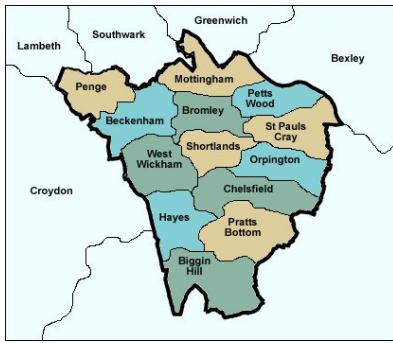 Greenwich
Southwark
Lambeth
Bexley
Mottingham
Penge
Petts
Wood
Beckenham
Bromley
St Pauls
Cray
Shortlands
West
Wickham
Orpington
Croydon
Chelsfield
Hayes
Pratts
Bottom
Biggin
Hill